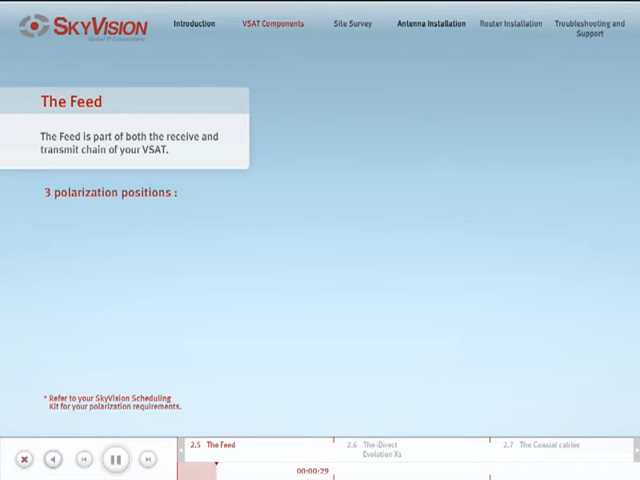 SKYVISION
Global IP Connectivity
Introduction
VSAT Components
Site Survey
Antenna Installation
Router Installation
Troubleshooting and
Support
The Feed
The Feed is part of both the receive and
transmit chain of your VSAT.
3 polarization positions :
* Refer to your SkyVision Scheduling
Kit for your polarization requirements.
2.5 The Feed
2.6 The iDirect
Evolution X3
2.7 The Coaxial cables
00:00:29